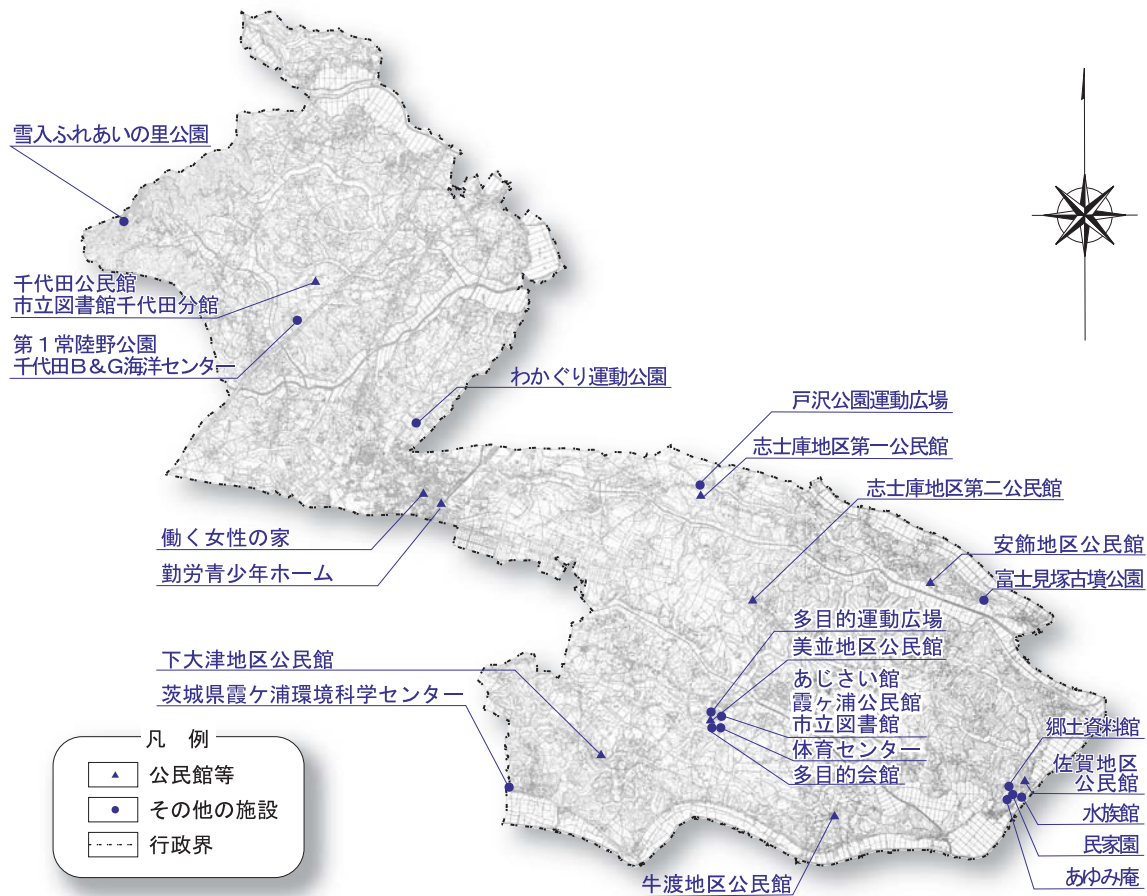 雪入ふれあいの里公園
千代田公民館
市立図書館千代田分館
第１常陸野公園
千代田B＆G海洋センター
わかぐり運動公園
戸沢公園運動広場
志士庫地区第一公民館
志士庫地区第二公民館
働く女性の家
勤労青少年ホーム
安飾地区公民館
富士見塚古墳公園
多目的運動広場
美並地区公民館
あじさい館
霞ヶ浦公民館
市立図書館
体育センター
多目的会館
下大津地区公民館
茨城県霞ケ浦環境科学センター
郷土資料館
佐賀地区
公民館
水族館
民家園
あゆみ庵
牛渡地区公民館
凡 例
公民館等
その他の施設
行政界